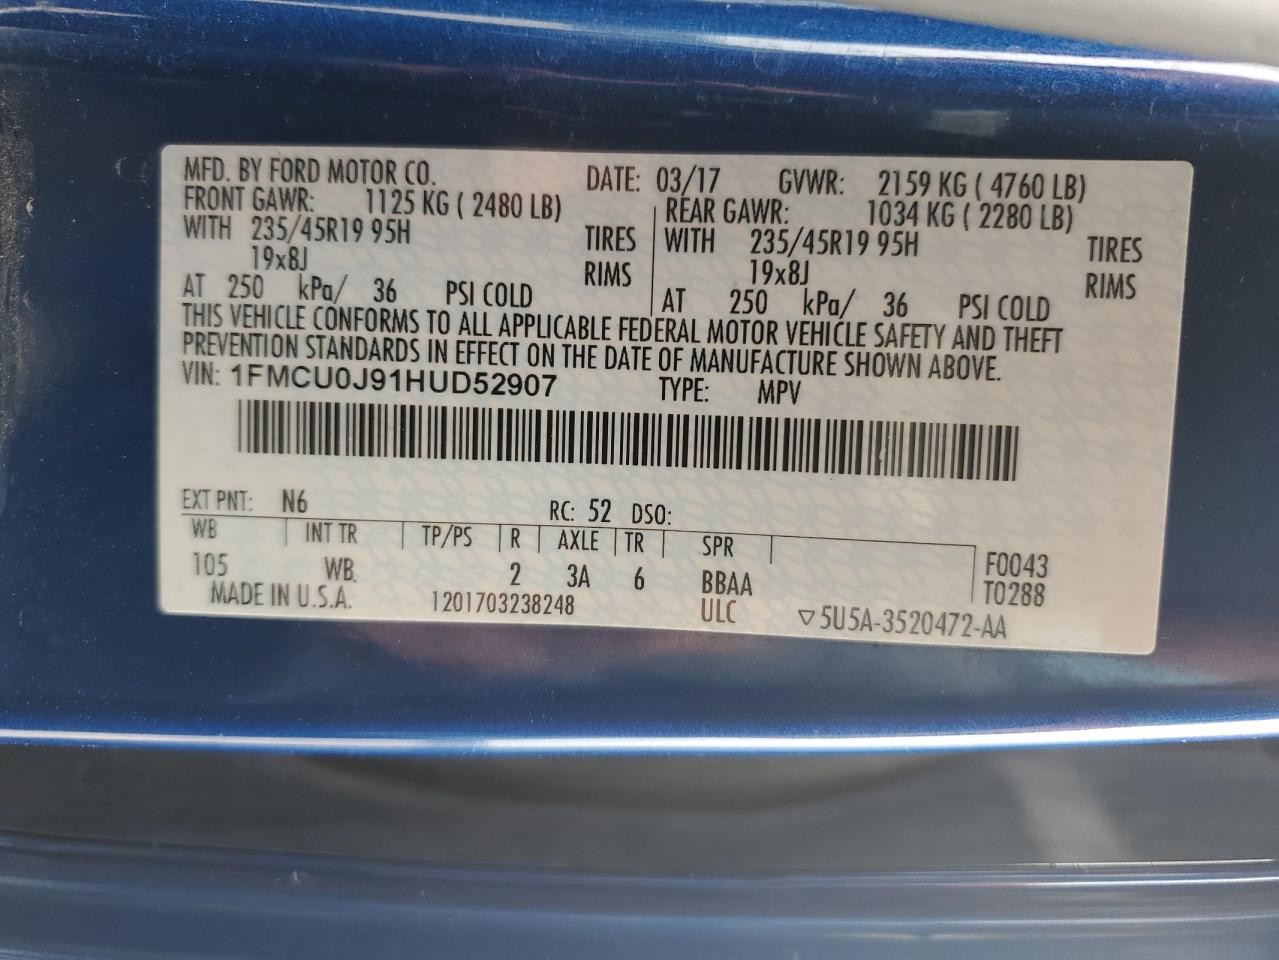 MFD. BY FORD MOTOR CO. DATE: 03/17 GVWR: 2159 KG ( 4760 LB)
FRONT GAWR: 1125 KG ( 2480 LB) REAR GAWR: 1034 KG ( 2280 LB)
WITH 235/45R19 95H TIRES WITH 235/45R19 95H TIRES
19x8J RIMS 19x8J RIMS
AT 250 kPa/ 36 PSI COLD AT 250 kPa/ 36 PSI COLD
THIS VEHICLE CONFORMS TO ALL APPLICABLE FEDERAL MOTOR VEHICLE SAFETY AND THEFT
PREVENTION STANDARDS IN EFFECT ON THE DATE OF MANUFACTURE SHOWN ABOVE.
VIN: 1FMCU0J91HUD52907 TYPE: MPV
EXT PNT: N6 RC: 52 DSO:
WB INT TR TP/PS R AXLE TR SPR
105 WB 2 3A 6 BBAA F0043
T0288
MADE IN U.S.A. 1201703238248 ULC ▽5U5A-3520472-AA